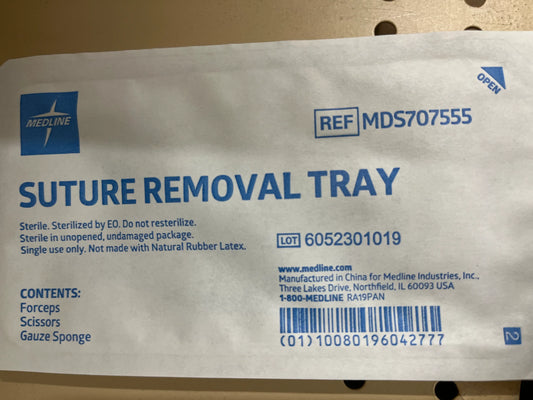 OPEN
MEDLINE
REF MDS707555
SUTURE REMOVAL TRAY
Sterile. Sterilized by EO. Do not resterilize.
Sterile in unopened, undamaged package.
Single use only. Not made with Natural Rubber Latex.
LOT 6052301019
www.medline.com
Manufactured in China for Medline Industries, Inc.,
Three Lakes Drive, Northfield, IL 60093 USA
1-800-MEDLINE RA19PAN
CONTENTS:
Forceps
Scissors
Gauze Sponge
(01)10080196042777
2